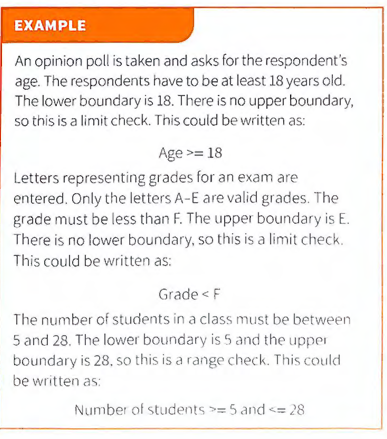 EXAMPLE
An opinion poll is taken and asks for the respondent's
age. The respondents have to be at least 18 years old.
The lower boundary is 18. There is no upper boundary,
so this is a limit check. This could be written as:
Age >= 18
Letters representing grades for an exam are
entered. Only the letters A–E are valid grades. The
grade must be less than F. The upper boundary is E.
There is no lower boundary, so this is a limit check.
This could be written as:
Grade < F
The number of students in a class must be between
5 and 28. The lower boundary is 5 and the upper
boundary is 28, so this is a range check. This could
be written as:
Number of students >= 5 and <= 28